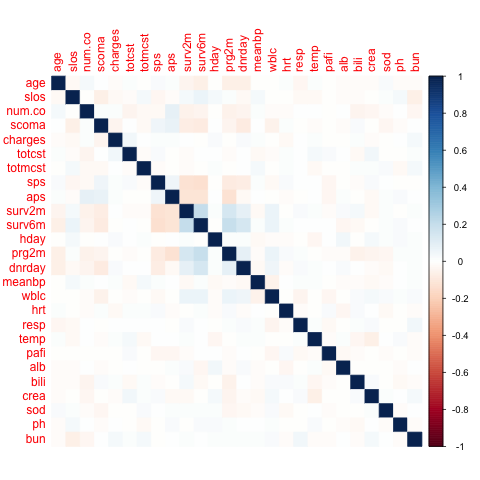 age slos num.co scoma charges totcst totmcst sps aps surv2m surv6m hday prg2m dnrday meanbp wblc hrt resp temp pafi alb bili crea sod ph bun
age
slos
num.co
scoma
charges
totcst
totmcst
sps
aps
surv2m
surv6m
hday
prg2m
dnrday
meanbp
wblc
hrt
resp
temp
pafi
alb
bili
crea
sod
ph
bun
1
0.8
0.6
0.4
0.2
0
-0.2
-0.4
-0.6
-0.8
-1